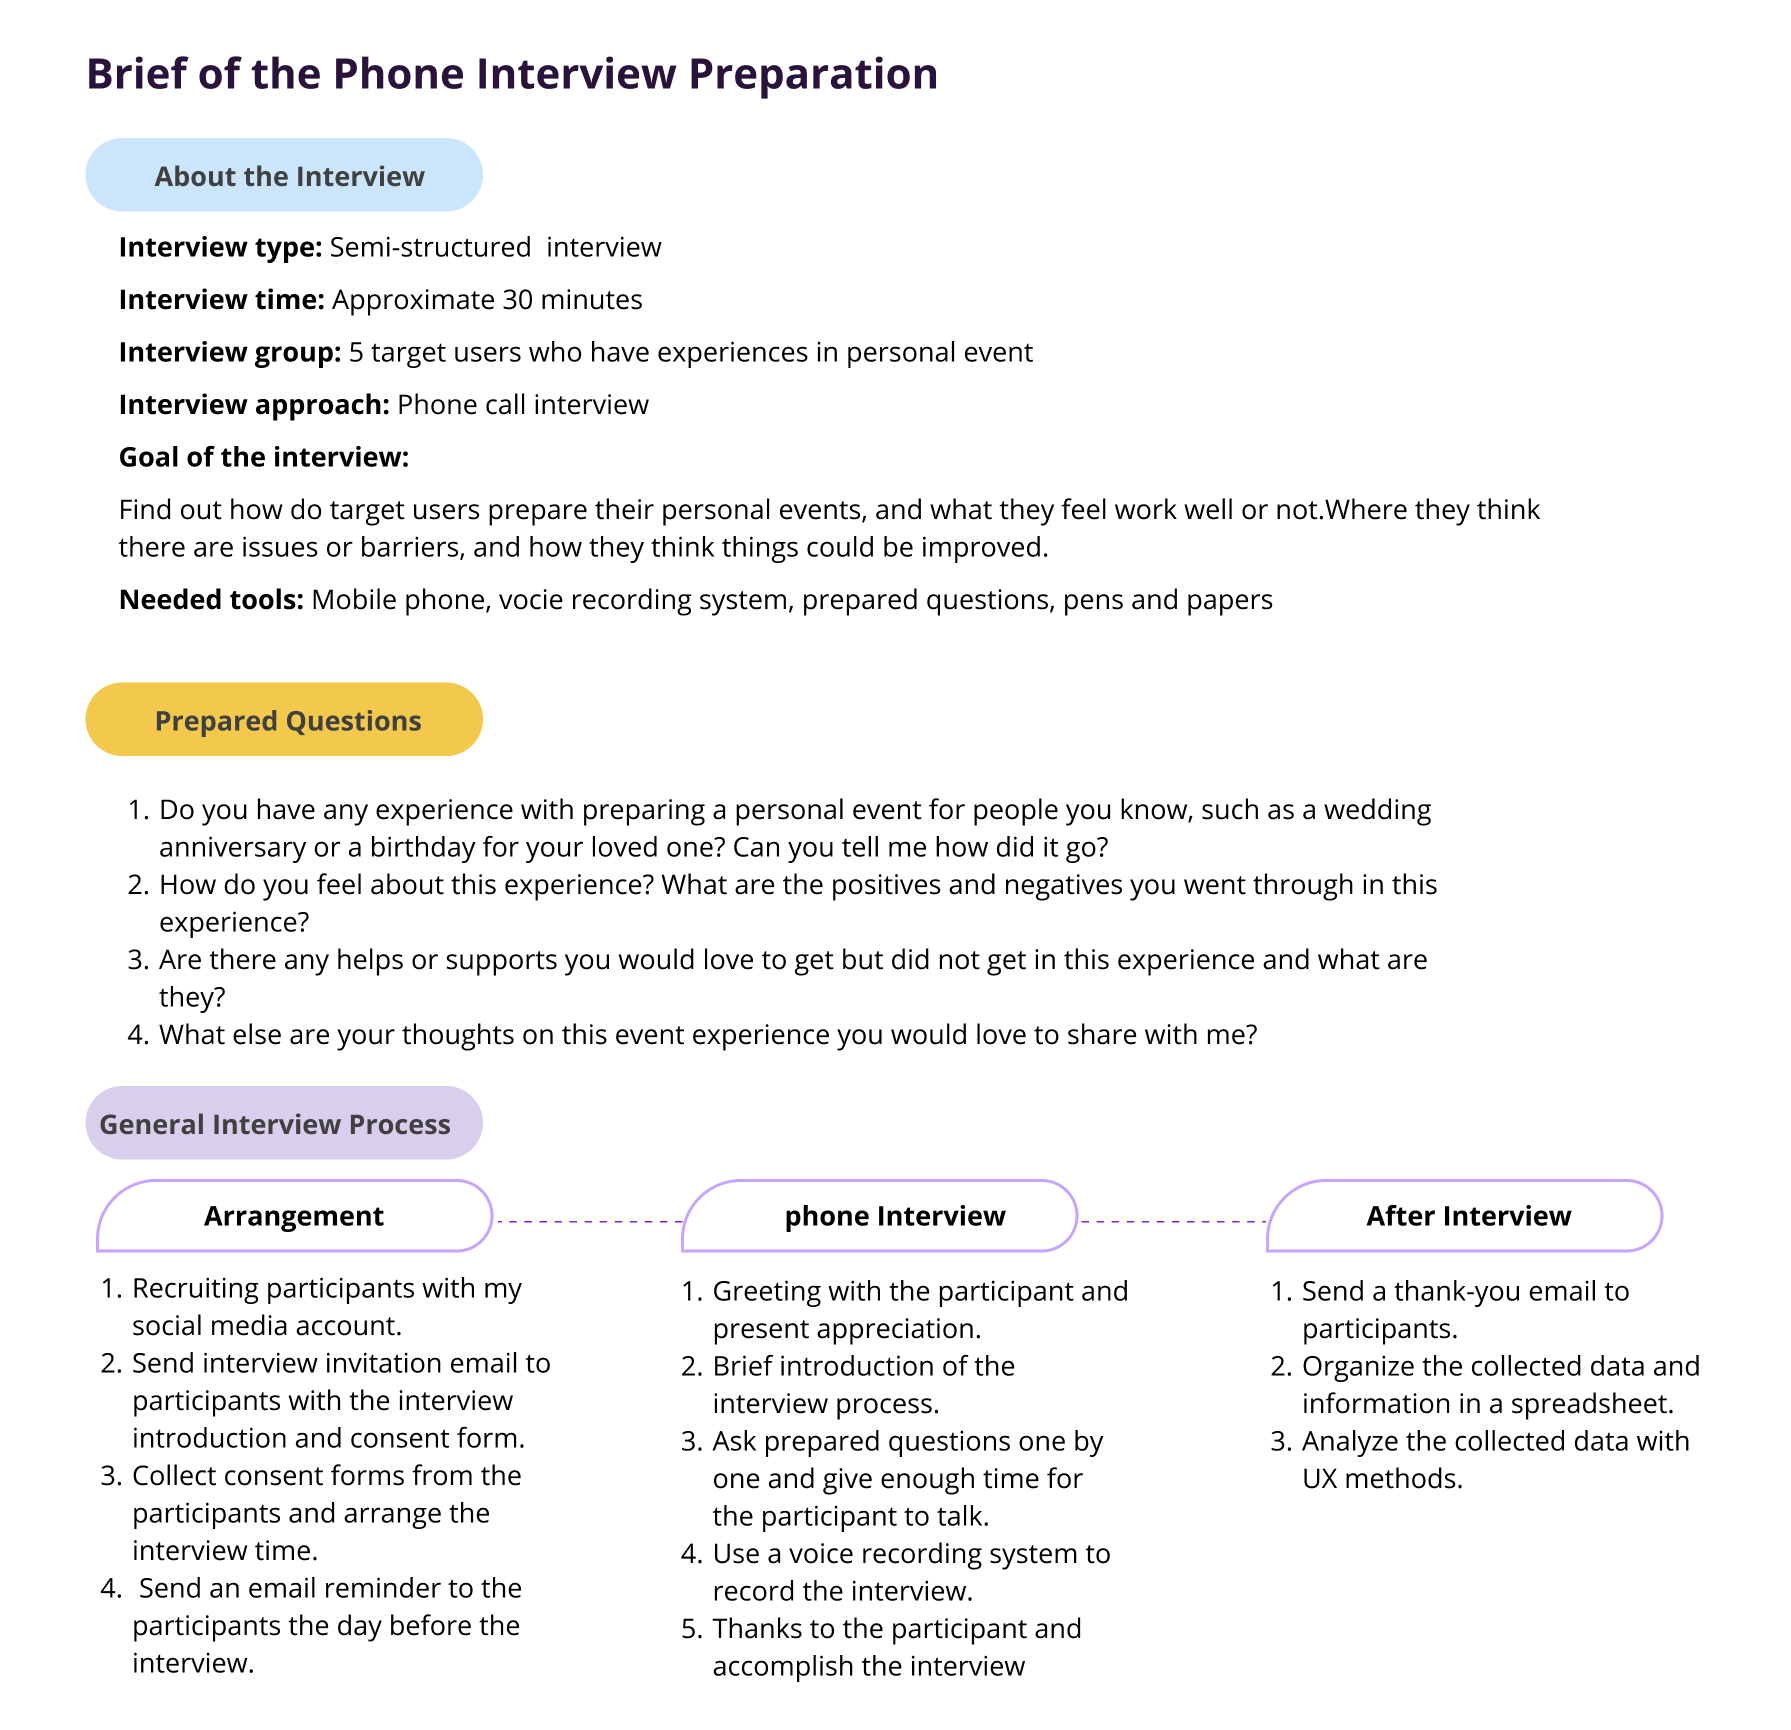 Brief of the Phone Interview Preparation
About the Interview
Interview type: Semi-structured  interview
Interview time: Approximate 30 minutes
Interview group: 5 target users who have experiences in personal event
Interview approach: Phone call interview
Goal of the interview:
Find out how do target users prepare their personal events, and what they feel work well or not.Where they think
there are issues or barriers, and how they think things could be improved.
Needed tools: Mobile phone, vocie recording system, prepared questions, pens and papers
Prepared Questions
1. Do you have any experience with preparing a personal event for people you know, such as a wedding
anniversary or a birthday for your loved one? Can you tell me how did it go?
2. How do you feel about this experience? What are the positives and negatives you went through in this
experience?
3. Are there any helps or supports you would love to get but did not get in this experience and what are
they?
4. What else are your thoughts on this event experience you would love to share with me?
General Interview Process
Arrangement
1. Recruiting participants with my
social media account.
2. Send interview invitation email to
participants with the interview
introduction and consent form.
3. Collect consent forms from the
participants and arrange the
interview time.
4.  Send an email reminder to the
participants the day before the
interview.
phone Interview
1. Greeting with the participant and
present appreciation.
2. Brief introduction of the
interview process.
3. Ask prepared questions one by
one and give enough time for
the participant to talk.
4. Use a voice recording system to
record the interview.
5. Thanks to the participant and
accomplish the interview
After Interview
1. Send a thank-you email to
participants.
2. Organize the collected data and
information in a spreadsheet.
3. Analyze the collected data with
UX methods.